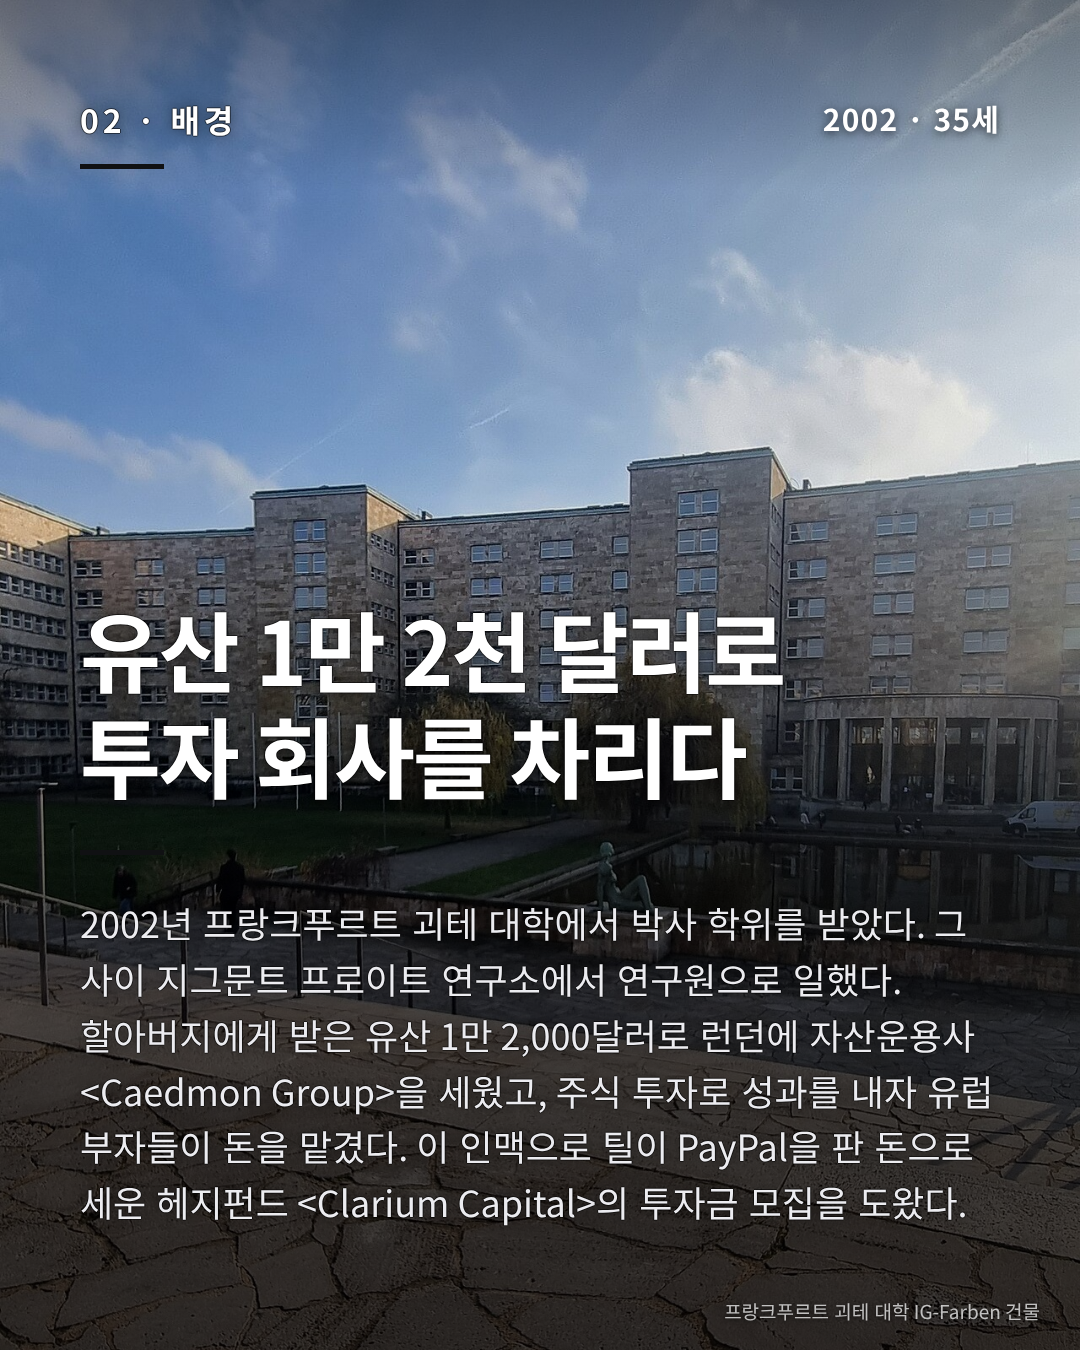 02 · 배경
2002 · 35세
유산 1만 2천 달러로
투자 회사를 차리다
2002년 프랑크푸르트 괴테 대학에서 박사 학위를 받았다. 그
사이 지그문트 프로이트 연구소에서 연구원으로 일했다.
할아버지에게 받은 유산 1만 2,000달러로 런던에 자산운용사
<Caedmon Group>을 세웠고, 주식 투자로 성과를 내자 유럽
부자들이 돈을 맡겼다. 이 인맥으로 틸이 PayPal을 판 돈으로
세운 헤지펀드 <Clarium Capital>의 투자금 모집을 도왔다.
프랑크푸르트 괴테 대학 IG-Farben 건물